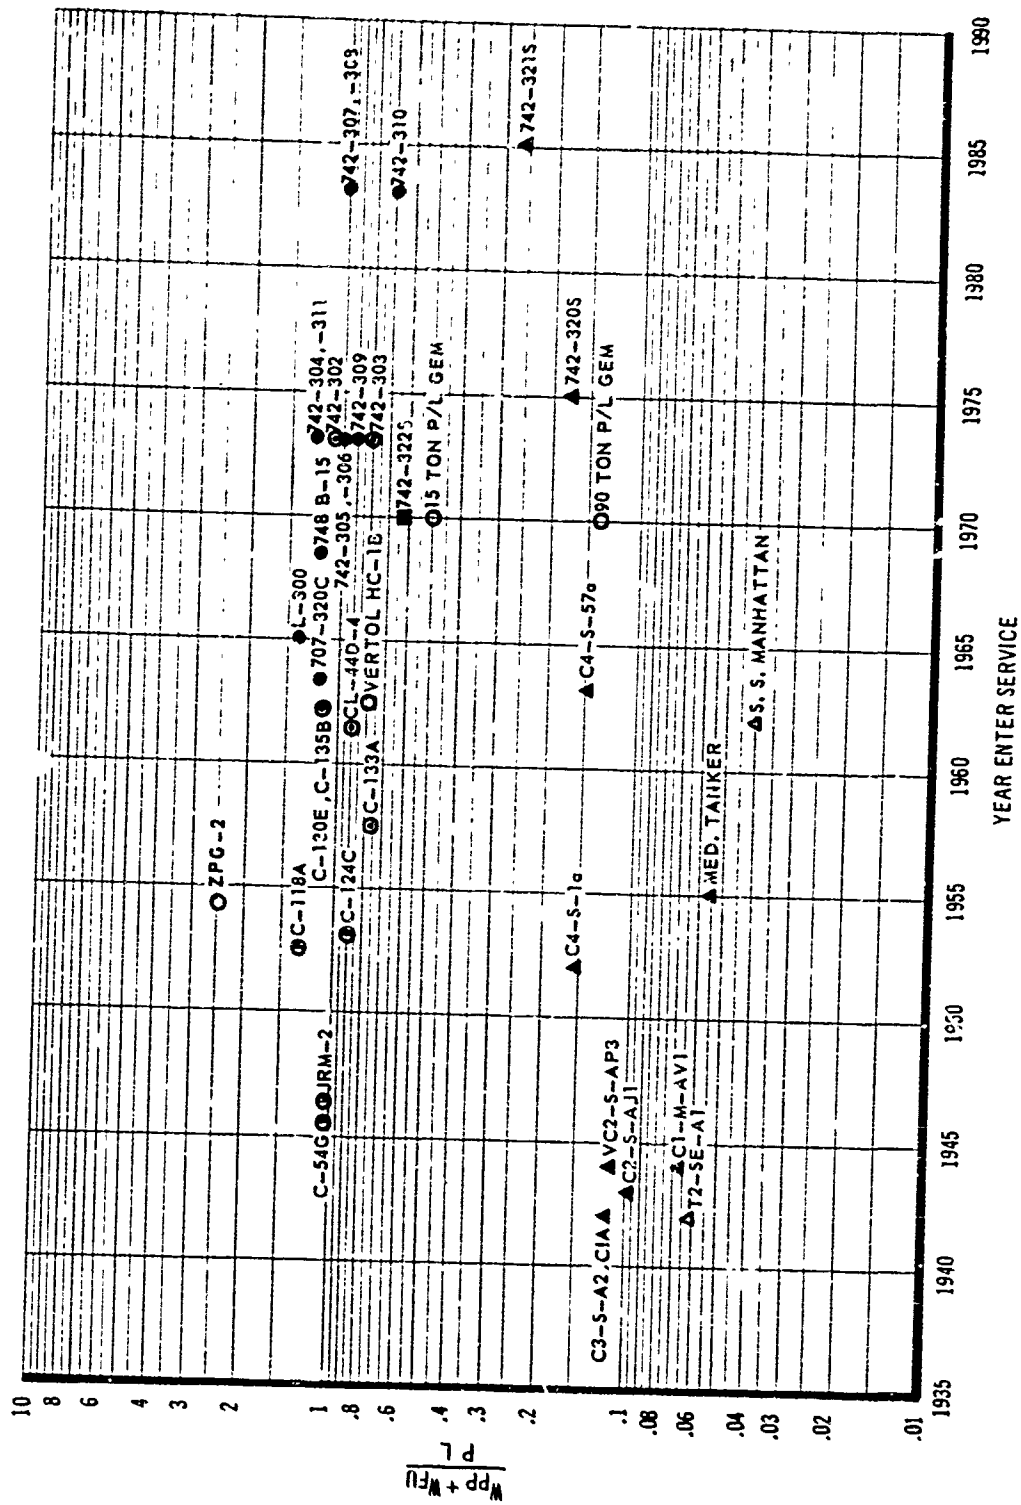 W_PP + W_FU
P L
10
8
6
4
3
2
1
.8
.6
.4
.3
.2
.1
.08
.06
.04
.03
.02
.01
ZPG-2
C-118A
L-300
C-54G
JRM-2
C-130E, C-135B
707-320C
748 B-15
742-304,-311
742-302
742-305,-306
742-309
742-303
742-307,-308
742-310
C-124C
CL-44D-4
C-133A
VERTOL HC-1B
742-322S
15 TON P/L GEM
742-321S
742-320S
90 TON P/L GEM
C4-S-1a
C4-S-57a
C3-S-A2, C1A
VC2-S-AP3
C2-S-AJ1
C1-M-AV1
T2-SE-A1
MED. TANKER
S. S. MANHATTAN
1935
1940
1945
1950
1955
1960
1965
1970
1975
1980
1985
1990
YEAR ENTER SERVICE